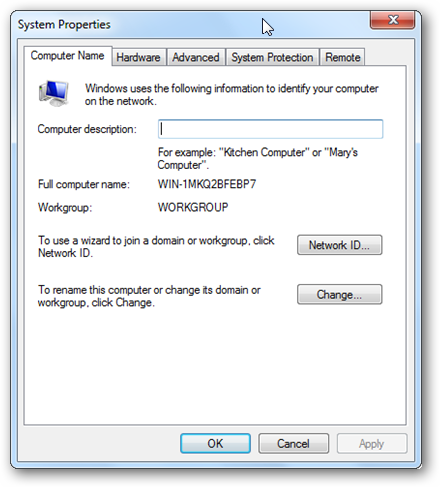 System Properties
Computer Name Hardware Advanced System Protection Remote
Windows uses the following information to identify your computer
on the network.
Computer description:
For example: "Kitchen Computer" or "Mary's
Computer".
Full computer name: WIN-1MKQ2BFEBP7
Workgroup: WORKGROUP
To use a wizard to join a domain or workgroup, click
Network ID.
Network ID...
To rename this computer or change its domain or
workgroup, click Change.
Change...
OK Cancel Apply